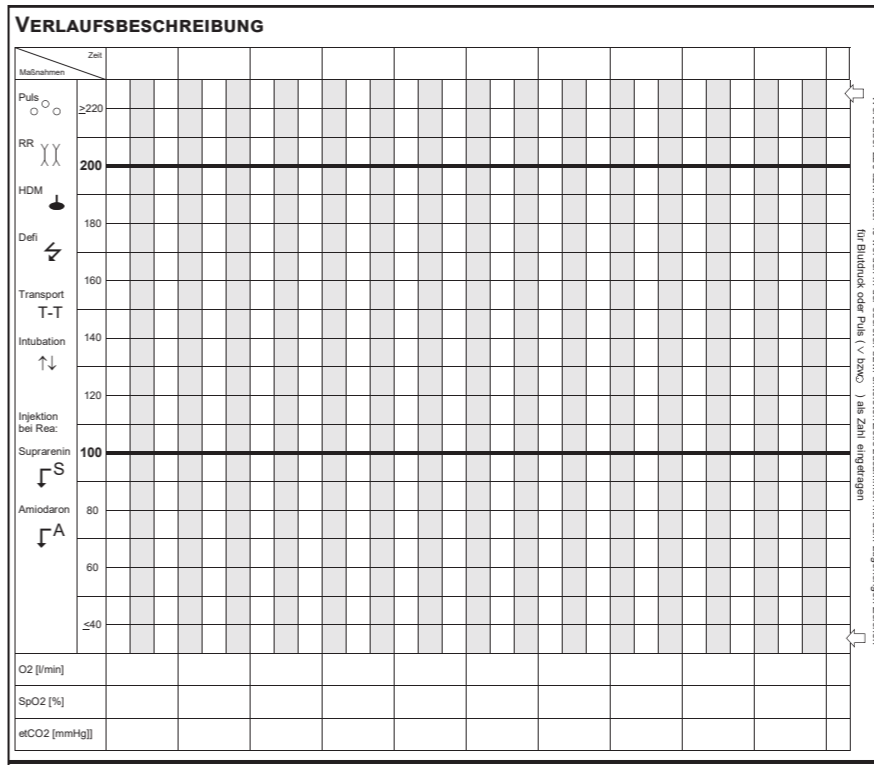 VERLAUFSBESCHREIBUNG
Zeit
Maßnahmen
Puls
≥220
RR
200
HDM
180
Defi
160
Transport
T-T
Intubation
140
↑↓
120
Injektion
bei Rea:
Suprarenin
100
S
Amiodaron
80
A
60
≤40
O2 [l/min]
SpO2 [%]
etCO2 [mmHg]]
für Blutdruck oder Puls ( ∨ bzw○ ) als Zahl eingetragen